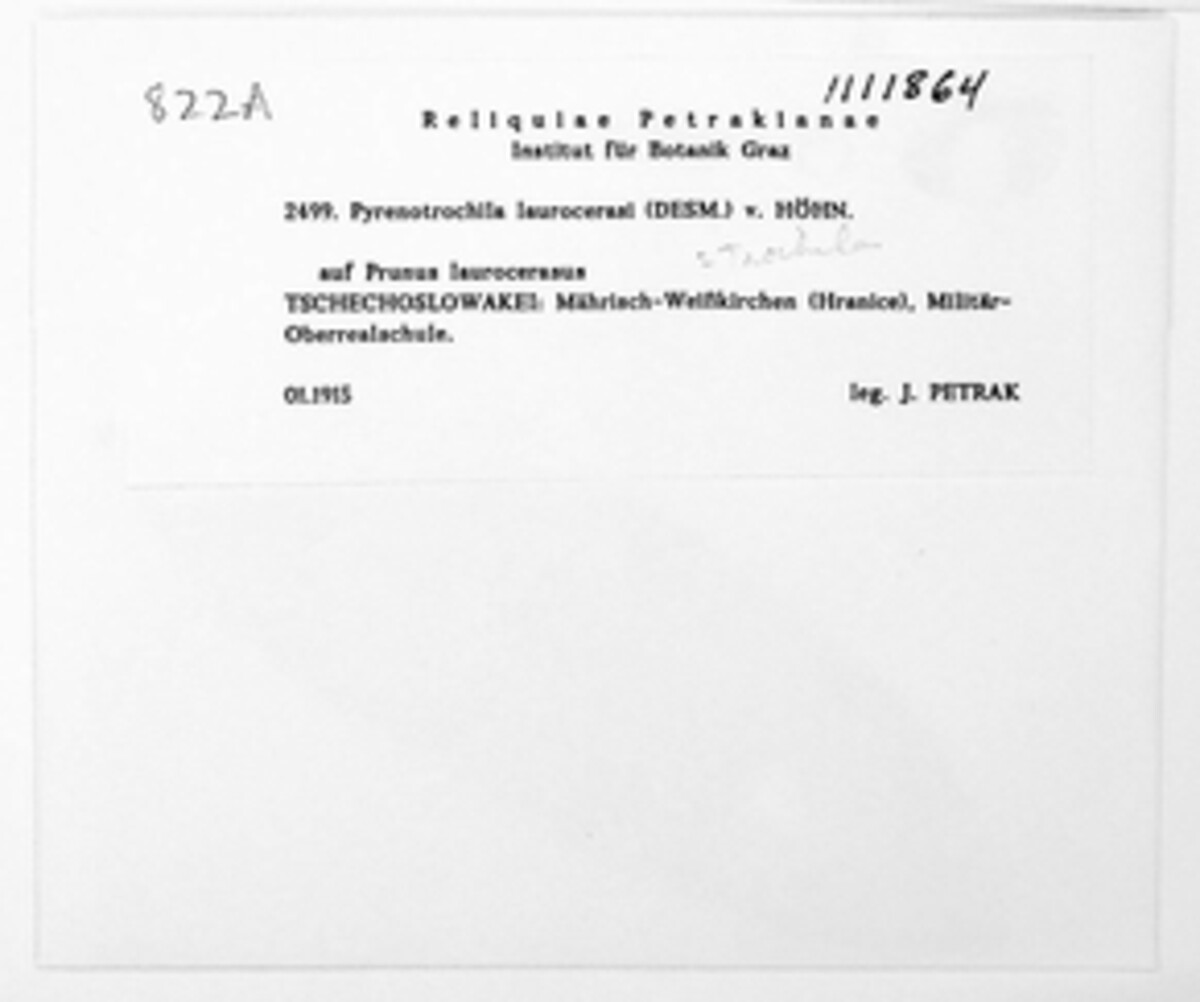 822A
1111864
Reliquiae Petrakianae
Institut für Botanik Graz
2499. Pyrenotrochila laurocerasi (DESM.) v. HÖHN.
auf Prunus laurocerasus
TSCHECHOSLOWAKEI: Mährisch-Weißkirchen (Hranice), Militär-
Oberrealschule.
01.1915 leg. J. PETRAK